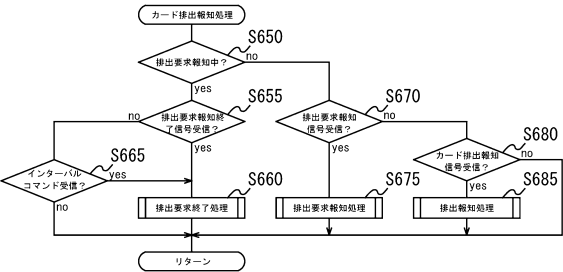 カード排出報知処理
S650
排出要求報知中?
no
yes
S655
排出要求報知終
了信号受信?
no
yes
S670
排出要求報知
信号受信?
no
yes
S680
カード排出報知
信号受信?
no
yes
S665
インターバル
コマンド受信?
yes
no
S660
排出要求終了処理
S675
排出要求報知処理
S685
排出報知処理
リターン